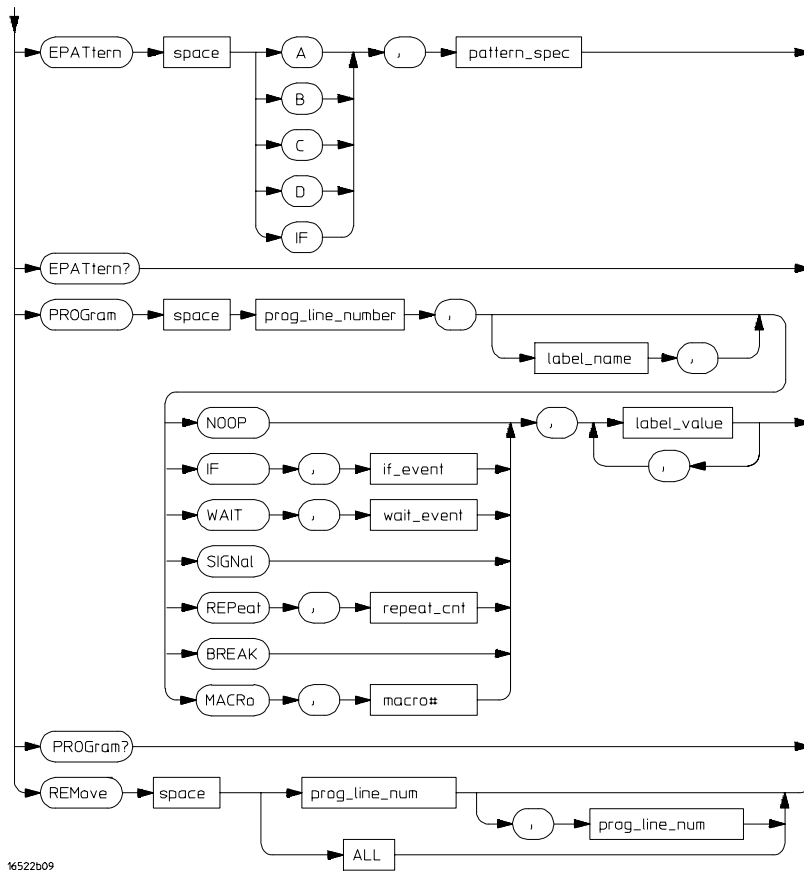 EPATtern space A , pattern_spec
B
C
D
IF
EPATtern?
PROGram space prog_line_number ,
label_name ,
NOOP , label_value
IF , if_event ,
WAIT , wait_event
SIGNal
REPeat , repeat_cnt
BREAK
MACRo , macro#
PROGram?
REMove space prog_line_num
, prog_line_num
ALL
16522b09